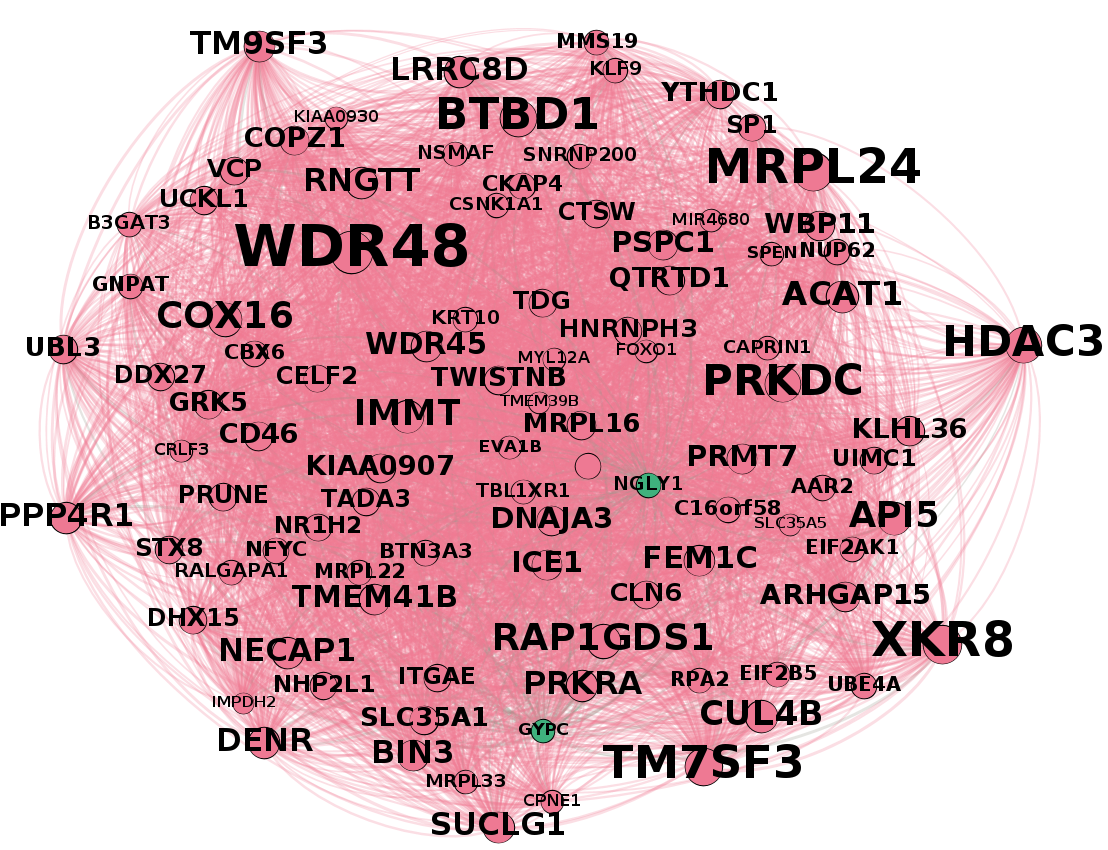 TM9SF3
MMS19
LRRC8D
KLF9
YTHDC1
KIAA0930
BTBD1
SP1
COPZ1
NSMAF
SNRNP200
MRPL24
VCP
RNGTT
CKAP4
UCKL1
CSNK1A1
CTSW
B3GAT3
MIR4680
WBP11
WDR48
PSPC1
SPEN
NUP62
GNPAT
QTRTD1
ACAT1
TDG
COX16
KRT10
HNRNPH3
UBL3
CBX6
WDR45
MYL12A
FOXO1
CAPRIN1
HDAC3
DDX27
CELF2
TWISTNB
PRKDC
GRK5
TMEM39B
IMMT
MRPL16
CD46
KLHL36
CRLF3
EVA1B
KIAA0907
PRMT7
UIMC1
PRUNE
TADA3
TBL1XR1
NGLY1
AAR2
PPP4R1
NR1H2
DNAJA3
C16orf58
SLC35A5
API5
STX8
NFYC
BTN3A3
EIF2AK1
RALGAPA1
MRPL22
ICE1
FEM1C
TMEM41B
CLN6
ARHGAP15
DHX15
NECAP1
RAP1GDS1
XKR8
NHP2L1
ITGAE
PRKRA
RPA2
EIF2B5
UBE4A
IMPDH2
SLC35A1
GYPC
CUL4B
DENR
BIN3
TM7SF3
MRPL33
CPNE1
SUCLG1